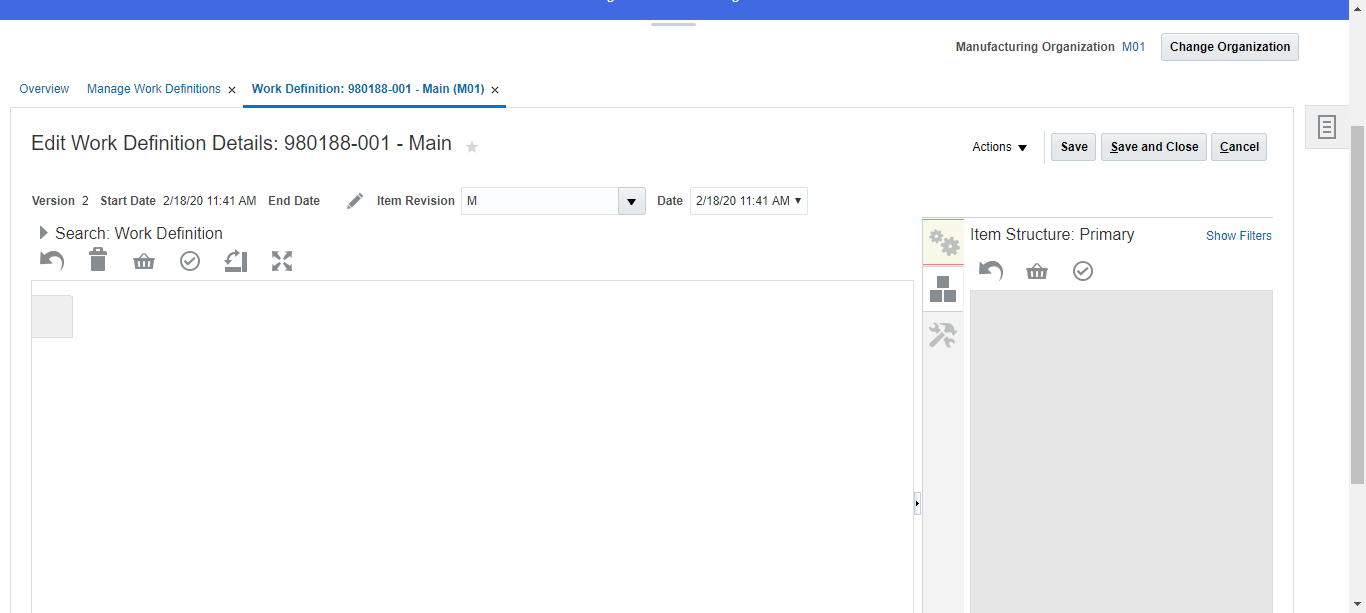 Manufacturing Organization M01 Change Organization
Overview Manage Work Definitions × Work Definition: 980188-001 - Main (M01) ×
Edit Work Definition Details: 980188-001 - Main
Actions Save Save and Close Cancel
Version 2 Start Date 2/18/20 11:41 AM End Date Item Revision M Date 2/18/20 11:41 AM
Search: Work Definition
Item Structure: Primary Show Filters